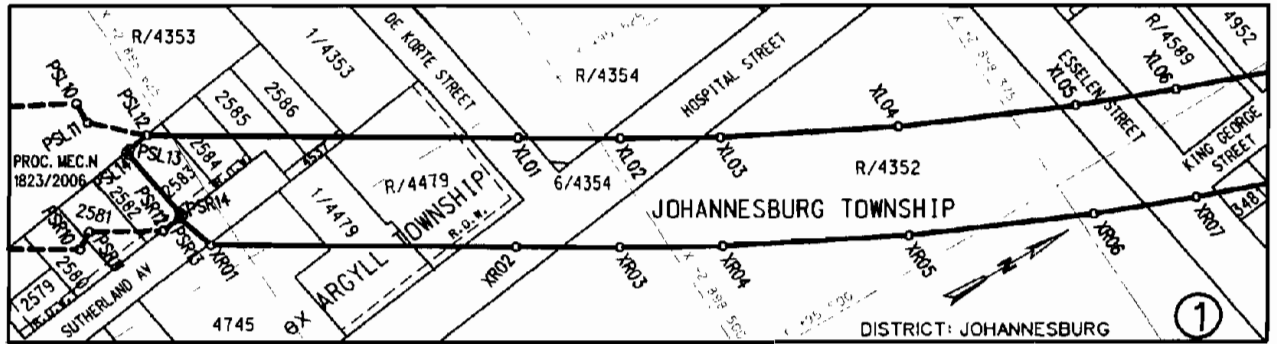 R/4353
1/4353
DE KORTE STREET
R/4354
HOSPITAL STREET
ESSELEN STREET
R/4589
4952
PSL10
PSL11
PSL12
PSL13
PSL14
2586
2585
2584
2583
2582
2581
2580
2579
PROC. MEC.N
1823/2006
PSR10
PSR11
PSR12
PSR13
PSR14
453
R/4479
1/4479
ARGYLL TOWNSHIP
R.O.W.
SUTHERLAND AV
4745
XL01
XL02
XL03
XL04
XL05
XL06
6/4354
R/4352
KING GEORGE STREET
JOHANNESBURG TOWNSHIP
XR01
XR02
XR03
XR04
XR05
XR06
XR07
348
N
DISTRICT: JOHANNESBURG
1